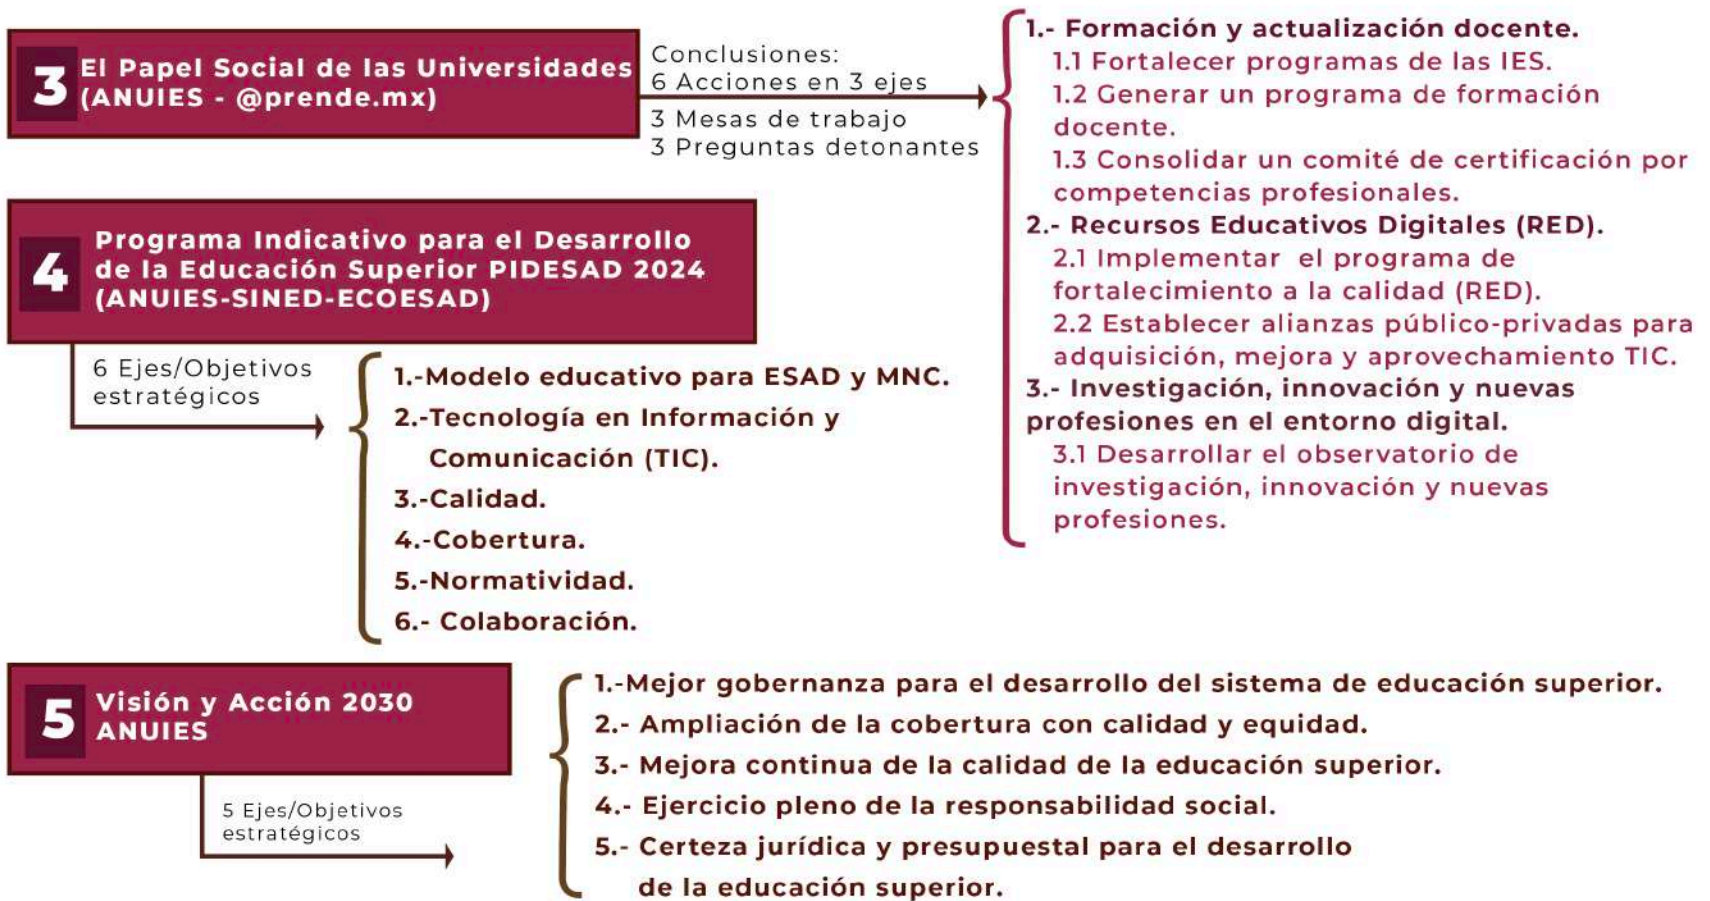 3
El Papel Social de las Universidades
(ANUIES - @prende.mx)
Conclusiones:
6 Acciones en 3 ejes
3 Mesas de trabajo
3 Preguntas detonantes
1.- Formación y actualización docente.
1.1 Fortalecer programas de las IES.
1.2 Generar un programa de formación
docente.
1.3 Consolidar un comité de certificación por
competencias profesionales.
2.- Recursos Educativos Digitales (RED).
2.1 Implementar el programa de
fortalecimiento a la calidad (RED).
2.2 Establecer alianzas público-privadas para
adquisición, mejora y aprovechamiento TIC.
3.- Investigación, innovación y nuevas
profesiones en el entorno digital.
3.1 Desarrollar el observatorio de
investigación, innovación y nuevas
profesiones.
4
Programa Indicativo para el Desarrollo
de la Educación Superior PIDESAD 2024
(ANUIES-SINED-ECOESAD)
6 Ejes/Objetivos
estratégicos
1.-Modelo educativo para ESAD y MNC.
2.-Tecnología en Información y
Comunicación (TIC).
3.-Calidad.
4.-Cobertura.
5.-Normatividad.
6.- Colaboración.
5
Visión y Acción 2030
ANUIES
5 Ejes/Objetivos
estratégicos
1.-Mejor gobernanza para el desarrollo del sistema de educación superior.
2.- Ampliación de la cobertura con calidad y equidad.
3.- Mejora continua de la calidad de la educación superior.
4.- Ejercicio pleno de la responsabilidad social.
5.- Certeza jurídica y presupuestal para el desarrollo
de la educación superior.